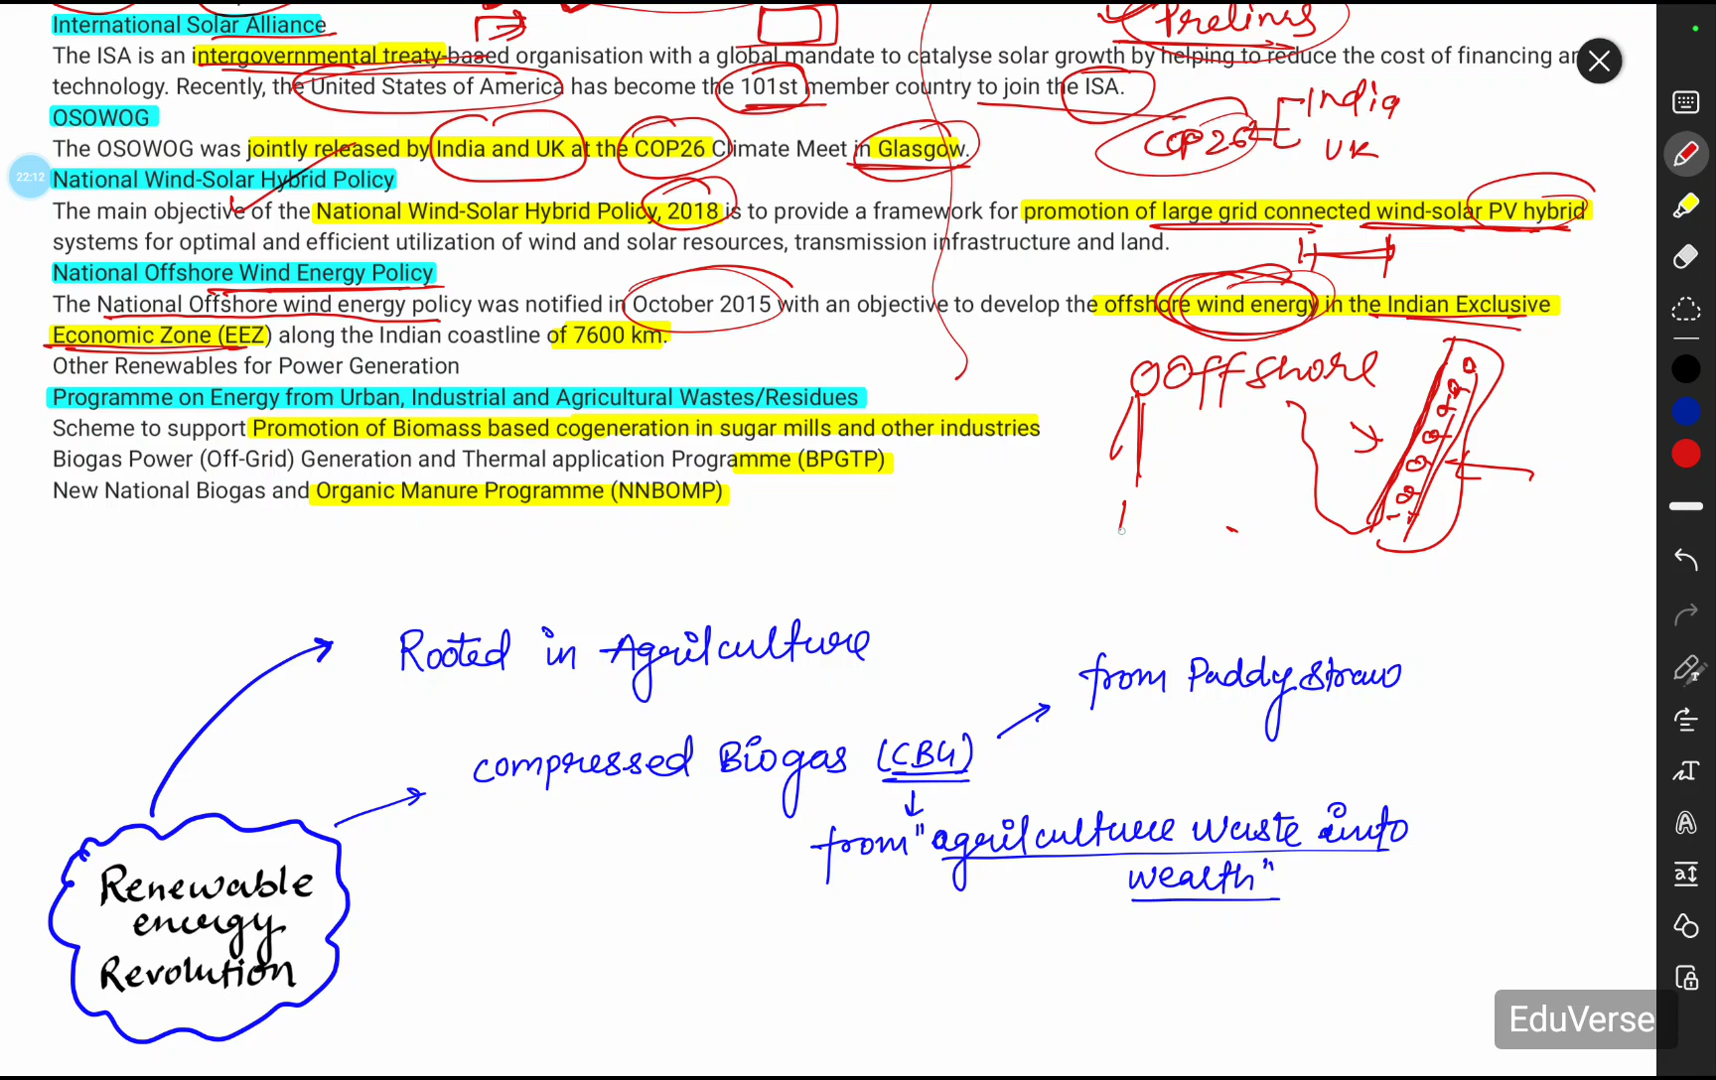 Prelims
International Solar Alliance
The ISA is an intergovernmental treaty-based organisation with a global mandate to catalyse solar growth by helping to reduce the cost of financing an
technology. Recently, the United States of America has become the 101st member country to join the ISA.
India
OSOWOG
COP26
The OSOWOG was jointly released by India and UK at the COP26 Climate Meet in Glasgow.
UK
22:12
National Wind-Solar Hybrid Policy
The main objective of the National Wind-Solar Hybrid Policy, 2018 is to provide a framework for promotion of large grid connected wind-solar PV hybrid
systems for optimal and efficient utilization of wind and solar resources, transmission infrastructure and land.
National Offshore Wind Energy Policy
The National Offshore wind energy policy was notified in October 2015 with an objective to develop the offshore wind energy in the Indian Exclusive
Economic Zone (EEZ) along the Indian coastline of 7600 km.
Other Renewables for Power Generation
Offshore
Programme on Energy from Urban, Industrial and Agricultural Wastes/Residues
Scheme to support Promotion of Biomass based cogeneration in sugar mills and other industries
Biogas Power (Off-Grid) Generation and Thermal application Programme (BPGTP)
New National Biogas and Organic Manure Programme (NNBOMP)
Rooted in Agriculture
from Paddy straw
compressed Biogas (CBG)
from "agriculture waste into
wealth"
Renewable
energy
Revolution
EduVerse